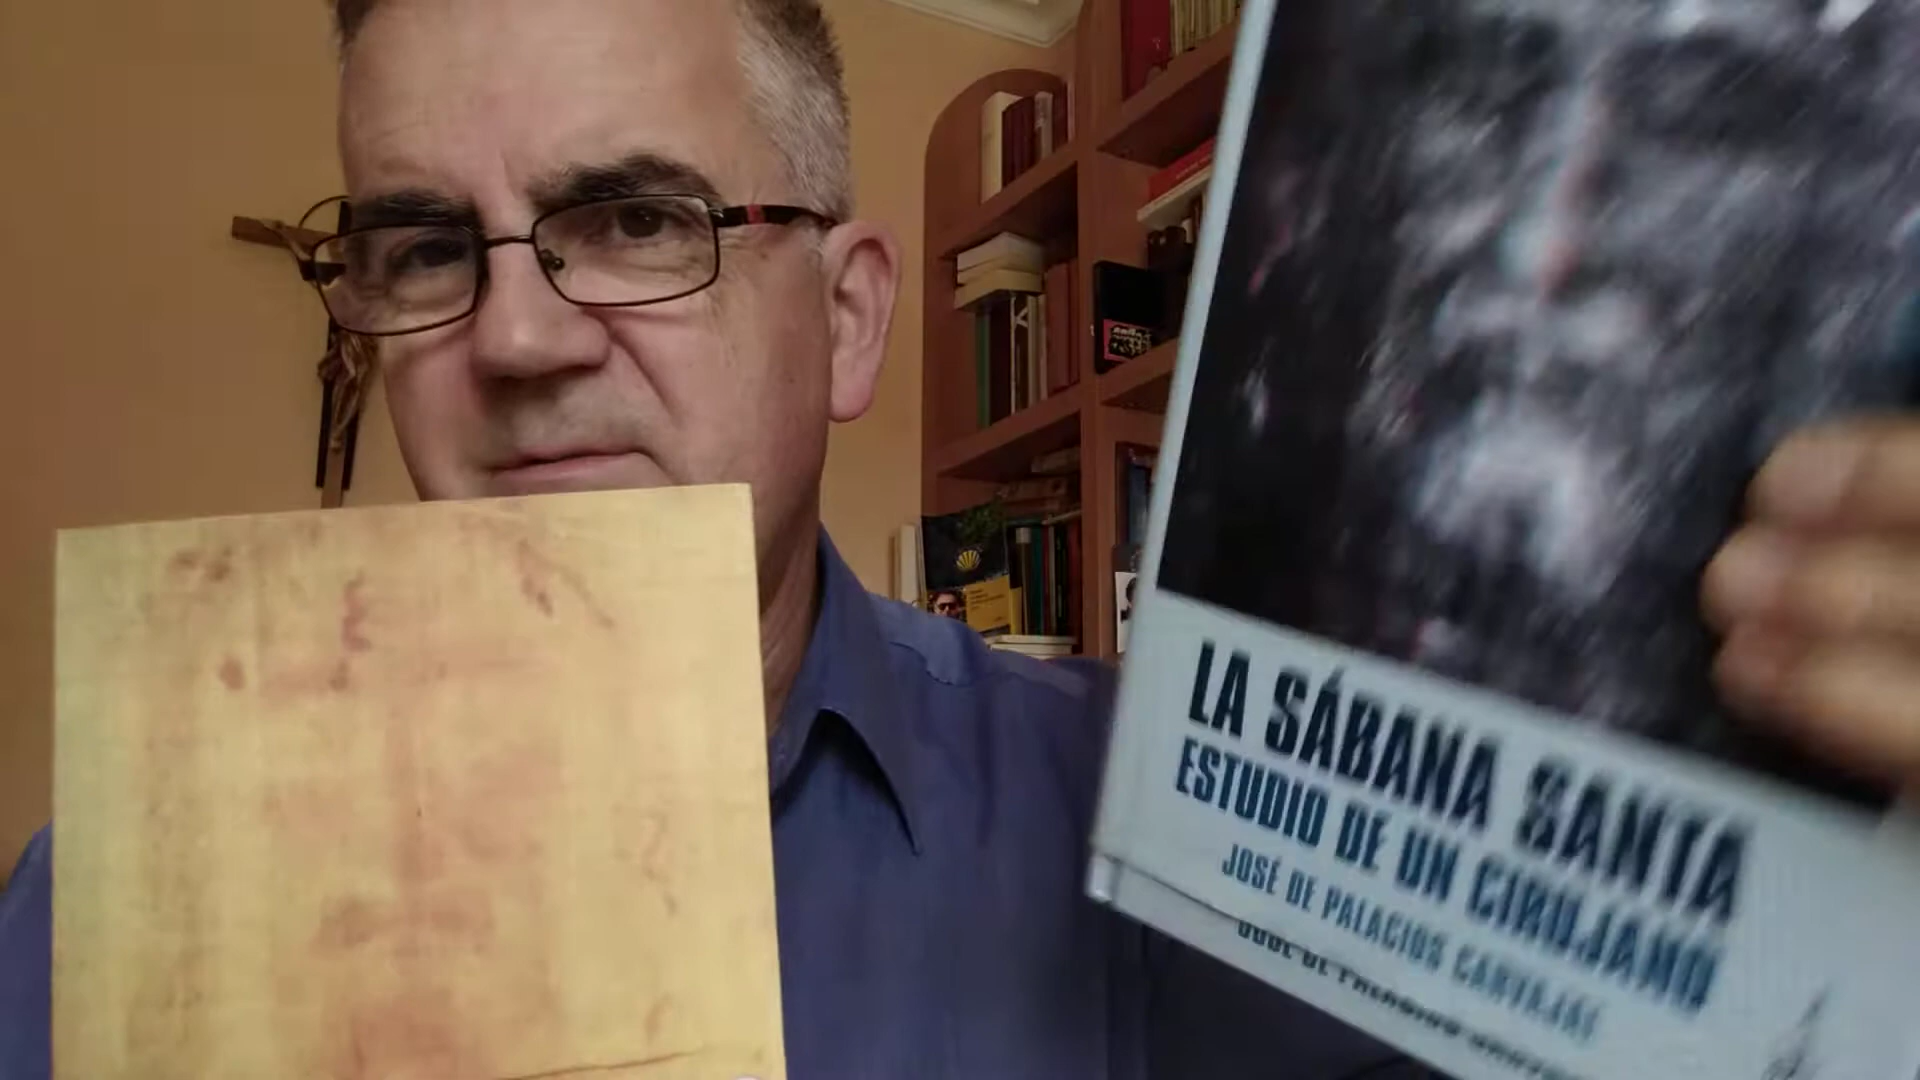 LA SÁBANA SANTA
ESTUDIO DE UN CIRUJANO
JOSÉ DE PALACIOS CARVAJAL